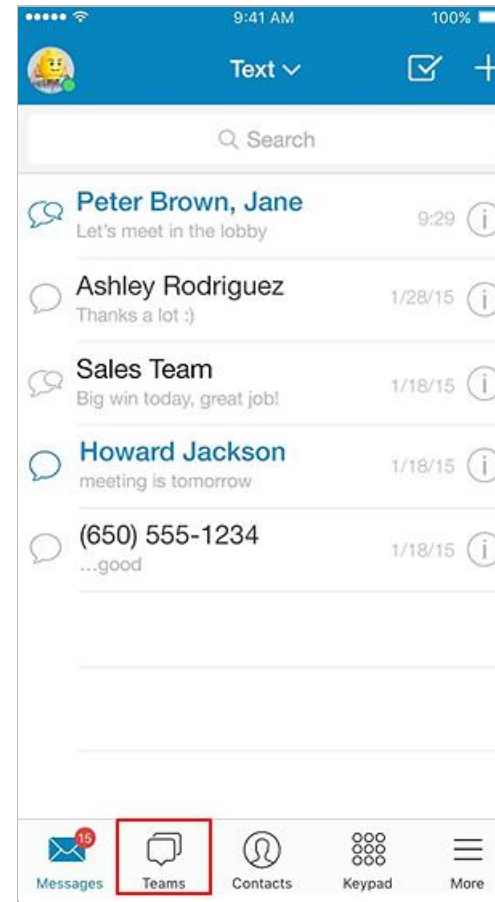 9:41 AM 100%
Text
Search
Peter Brown, Jane 9:29
Let's meet in the lobby
Ashley Rodriguez 1/28/15
Thanks a lot :)
Sales Team 1/18/15
Big win today, great job!
Howard Jackson 1/18/15
meeting is tomorrow
(650) 555-1234 1/18/15
...good
15
Messages Teams Contacts Keypad More